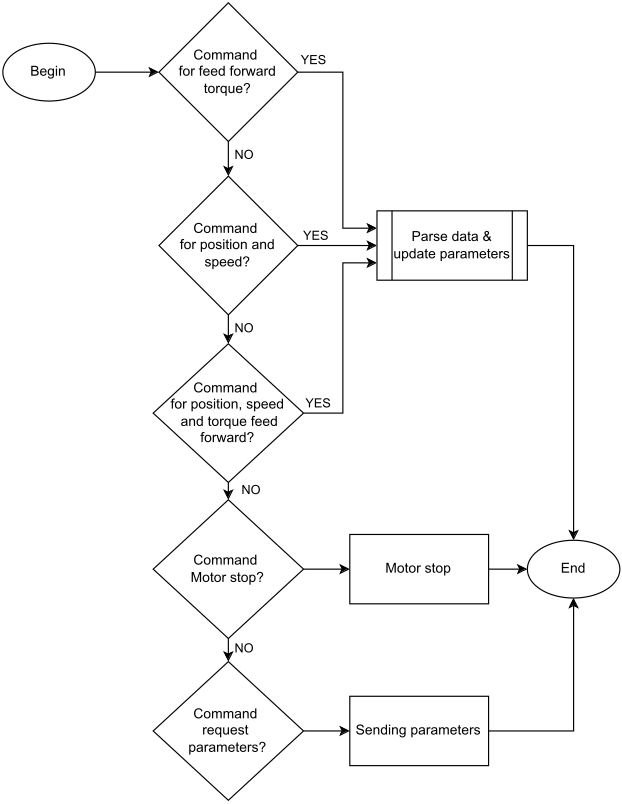 Begin
Command
for feed forward
torque?
YES
NO
Command
for position and
speed?
YES
Parse data &
update parameters
NO
Command
for position, speed
and torque feed
forward?
YES
NO
Command
Motor stop?
Motor stop
End
NO
Command
request
parameters?
Sending parameters